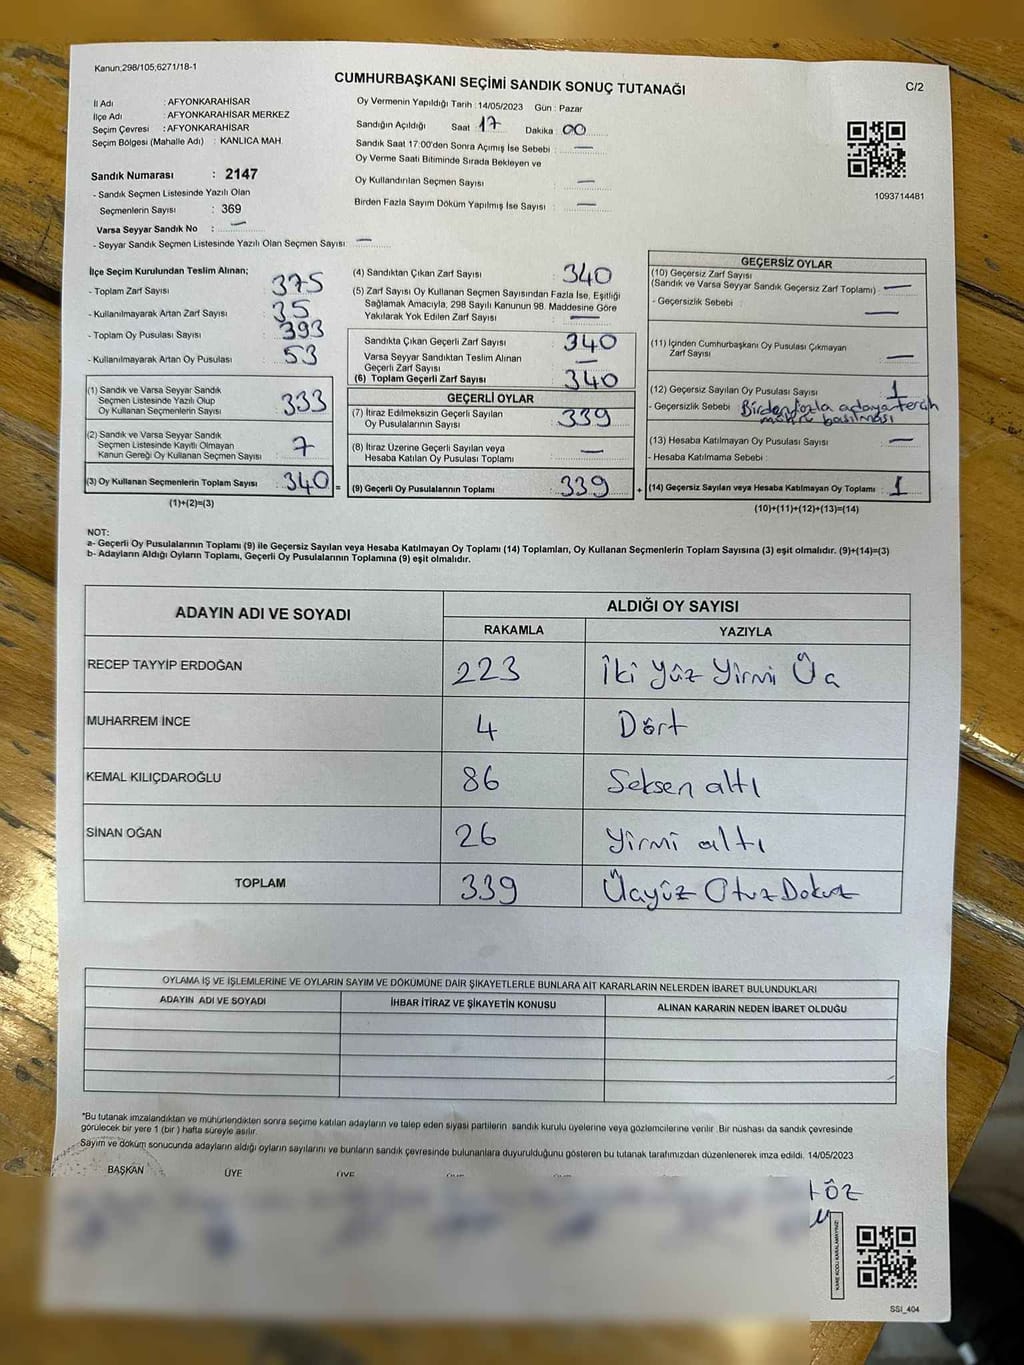 Kanun,298/105,6271/18-1
CUMHURBAŞKANI SEÇİMİ SANDIK SONUÇ TUTANAĞI
C/2
İl Adı : AFYONKARAHİSAR
İlçe Adı : AFYONKARAHİSAR MERKEZ
Seçim Çevresi : AFYONKARAHİSAR
Seçim Bölgesi (Mahalle Adı) : KANLICA MAH.
Oy Vermenin Yapıldığı Tarih : 14/05/2023 Gün : Pazar
Sandığın Açıldığı Saat 17 Dakika : 00
Sandık Saat 17:00'den Sonra Açımış İse Sebebi : —
Oy Verme Saati Bitiminde Sırada Bekleyen ve
Oy Kullandırılan Seçmen Sayısı : —
Birden Fazla Sayım Döküm Yapılmış İse Sayısı : —
1093714481
Sandık Numarası : 2147
- Sandık Seçmen Listesinde Yazılı Olan
Seçmenlerin Sayısı : 369
Varsa Seyyar Sandık No : —
- Seyyar Sandık Seçmen Listesinde Yazılı Olan Seçmen Sayısı: —
İlçe Seçim Kurulundan Teslim Alınan;
- Toplam Zarf Sayısı : 375
- Kullanılmayarak Artan Zarf Sayısı : 35
- Toplam Oy Pusulası Sayısı : 393
- Kullanılmayarak Artan Oy Pusulası : 53
(1) Sandık ve Varsa Seyyar Sandık
Seçmen Listesinde Yazılı Olup
Oy Kullanan Seçmenlerin Sayısı : 333
(2) Sandık ve Varsa Seyyar Sandık
Seçmen Listesinde Kayıtlı Olmayan
Kanun Gereği Oy Kullanan Seçmen Sayısı : 7
(3) Oy Kullanan Seçmenlerin Toplam Sayısı : 340 =
(1)+(2)=(3)
(4) Sandıktan Çıkan Zarf Sayısı : 340
(5) Zarf Sayısı Oy Kullanan Seçmen Sayısından Fazla İse, Eşitliği
Sağlamak Amacıyla, 298 Sayılı Kanunun 98. Maddesine Göre
Yakılarak Yok Edilen Zarf Sayısı : —
Sandıkta Çıkan Geçerli Zarf Sayısı : 340
Varsa Seyyar Sandıktan Teslim Alınan
Geçerli Zarf Sayısı : —
(6) Toplam Geçerli Zarf Sayısı : 340
GEÇERLİ OYLAR
(7) İtiraz Edilmeksizin Geçerli Sayılan
Oy Pusulalarının Sayısı : 339
(8) İtiraz Üzerine Geçerli Sayılan veya
Hesaba Katılan Oy Pusulası Toplamı : —
(9) Geçerli Oy Pusulalarının Toplamı : 339 +
GEÇERSİZ OYLAR
(10) Geçersiz Zarf Sayısı
(Sandık ve Varsa Seyyar Sandık Geçersiz Zarf Toplamı) : —
- Geçersizlik Sebebi : —
(11) İçinden Cumhurbaşkanı Oy Pusulası Çıkmayan
Zarf Sayısı : —
(12) Geçersiz Sayılan Oy Pusulası Sayısı : 1
- Geçersizlik Sebebi : Birden fazla adaya tercih
mührü basılması
(13) Hesaba Katılmayan Oy Pusulası Sayısı : —
- Hesaba Katılmama Sebebi :
(14) Geçersiz Sayılan veya Hesaba Katılmayan Oy Toplamı : 1
(10)+(11)+(12)+(13)=(14)
NOT:
a- Geçerli Oy Pusulalarının Toplamı (9) ile Geçersiz Sayılan veya Hesaba Katılmayan Oy Toplamı (14) Toplamları, Oy Kullanan Seçmenlerin Toplam Sayısına (3) eşit olmalıdır. (9)+(14)=(3)
b- Adayların Aldığı Oyların Toplamı, Geçerli Oy Pusulalarının Toplamına (9) eşit olmalıdır.
ADAYIN ADI VE SOYADI
ALDIĞI OY SAYISI
RAKAMLA YAZIYLA
RECEP TAYYİP ERDOĞAN 223 İki Yüz Yirmi Üç
MUHARREM İNCE 4 Dört
KEMAL KILIÇDAROĞLU 86 Seksen altı
SİNAN OĞAN 26 Yirmi altı
TOPLAM 339 Üçyüz Otuz Dokuz
OYLAMA İŞ VE İŞLEMLERİNE VE OYLARIN SAYIM VE DÖKÜMÜNE DAİR ŞİKAYETLERLE BUNLARA AİT KARARLARIN NELERDEN İBARET BULUNDUKLARI
ADAYIN ADI VE SOYADI İHBAR İTİRAZ VE ŞİKAYETİN KONUSU ALINAN KARARIN NEDEN İBARET OLDUĞU
*Bu tutanak imzalandıktan ve mühürlendikten sonra seçime katılan adayların ve talep eden siyasi partilerin sandık kurulu üyelerine veya gözlemcilerine verilir .Bir nüshası da sandık çevresinde
görülecek bir yere 1 (bir ) hafta süreyle asılır.
Sayım ve döküm sonucunda adayların aldığı oyların sayılarını ve bunların sandık çevresinde bulunanlara duyurulduğunu gösteren bu tutanak tarafımızdan düzenlenerek imza edildi. 14/05/2023
BAŞKAN ÜYE ÜYE
KARE KODU KARALAMAYINIZ!
SSI_404